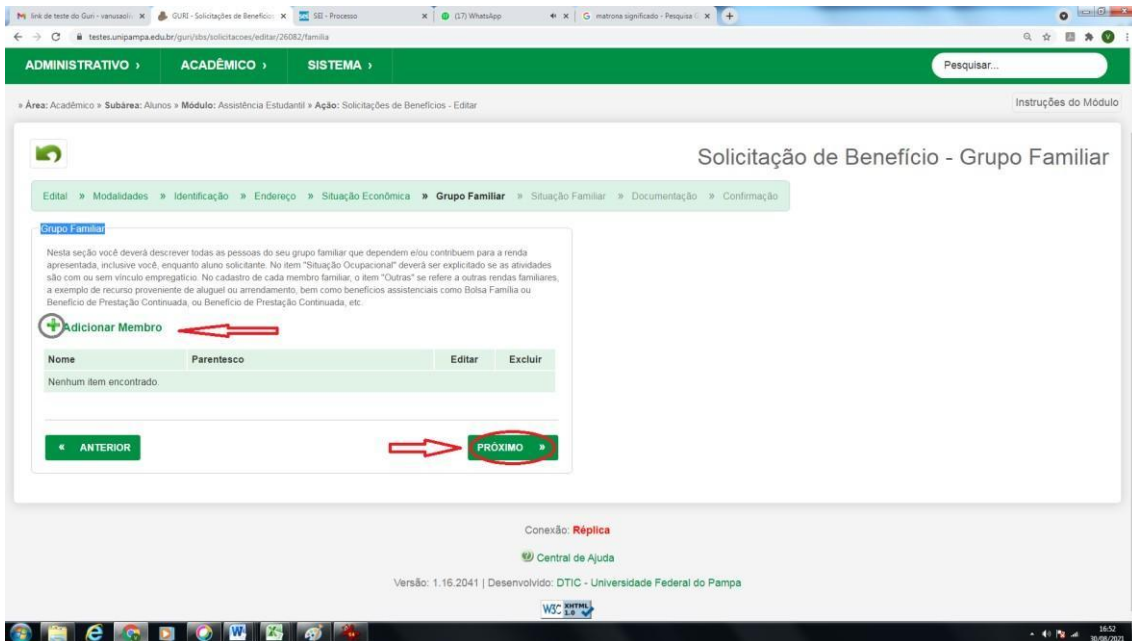 link de teste do Guri - vanusaoli
GURI - Solicitações de Benefício
SEI - Processo
(17) WhatsApp
matrona significado - Pesquisa G
testes.unipampa.edu.br/guri/sbs/solicitacoes/editar/26082/familia
ADMINISTRATIVO › ACADÊMICO › SISTEMA ›
Pesquisar...
» Área: Acadêmico » Subárea: Alunos » Módulo: Assistência Estudantil » Ação: Solicitações de Benefícios - Editar
Instruções do Módulo
Solicitação de Benefício - Grupo Familiar
Edital » Modalidades » Identificação » Endereço » Situação Econômica » Grupo Familiar » Situação Familiar » Documentação » Confirmação
Grupo Familiar
Nesta seção você deverá descrever todas as pessoas do seu grupo familiar que dependem e/ou contribuem para a renda
apresentada, inclusive você, enquanto aluno solicitante. No item "Situação Ocupacional" deverá ser explicitado se as atividades
são com ou sem vínculo empregatício. No cadastro de cada membro familiar, o item "Outras" se refere a outras rendas familiares,
a exemplo de recurso proveniente de aluguel ou arrendamento, bem como benefícios assistenciais como Bolsa Família ou
Benefício de Prestação Continuada, ou Benefício de Prestação Continuada, etc.
Adicionar Membro
Nome Parentesco Editar Excluir
Nenhum item encontrado.
« ANTERIOR
PRÓXIMO »
Conexão: Réplica
Central de Ajuda
Versão: 1.16.2041 | Desenvolvido: DTIC - Universidade Federal do Pampa
W3C XHTML 1.0
16:52
30/08/2021